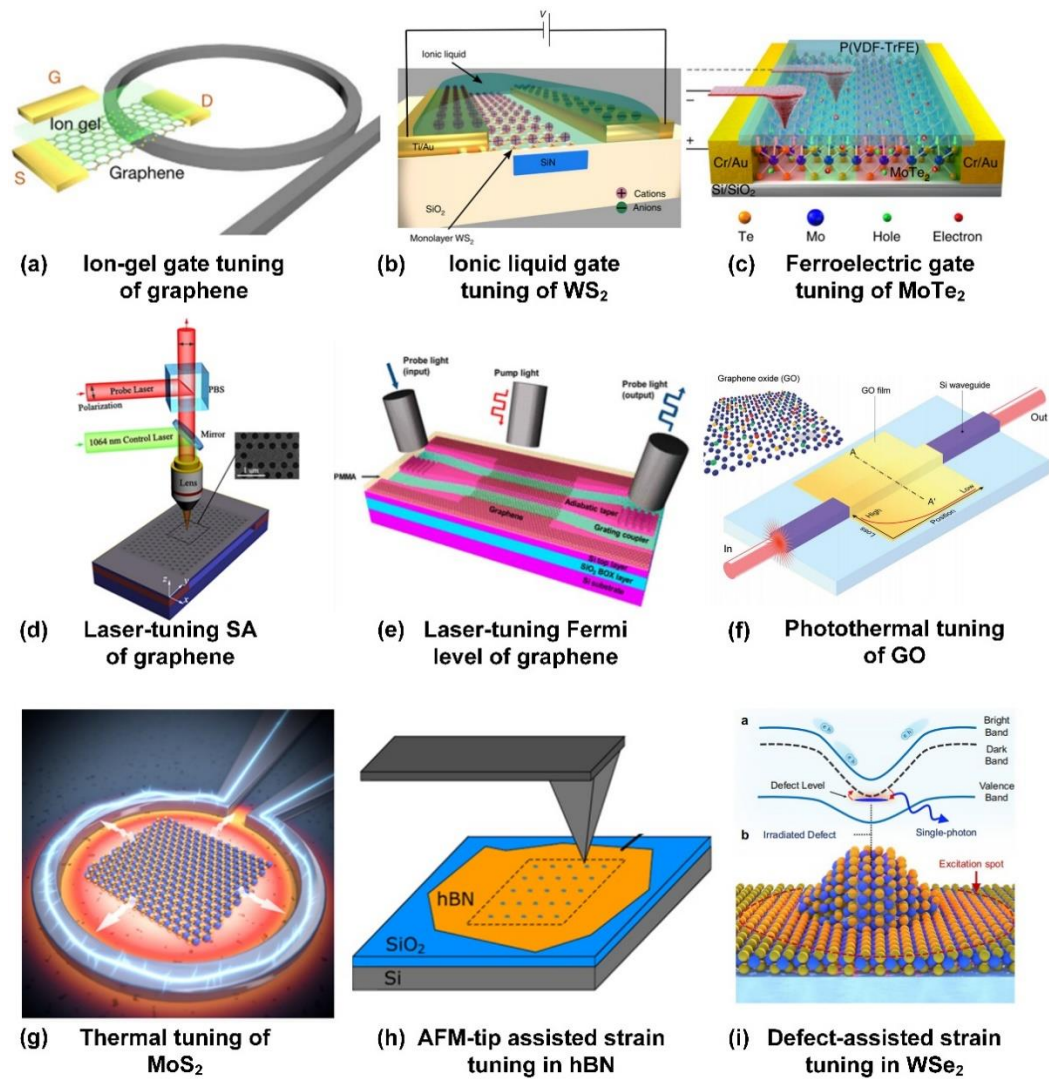 G
D
Ion gel
S
Graphene
(a) Ion-gel gate tuning
of graphene
V
Ionic liquid
Ti/Au
SiN
SiO₂
Cations
Anions
Monolayer WS₂
(b) Ionic liquid gate
tuning of WS₂
P(VDF-TrFE)
−
+
Cr/Au
Cr/Au
MoTe₂
Si/SiO₂
Te
Mo
Hole
Electron
(c) Ferroelectric gate
tuning of MoTe₂
Probe Laser
PBS
Polarization
1064 nm Control Laser
Mirror
Lens
1 μm
z
y
x
(d) Laser-tuning SA
of graphene
Probe light
(input)
Pump light
Probe light
(output)
PMMA
Adiabatic taper
Graphene
Grating coupler
Si top layer
SiO₂ BOX layer
Si substrate
(e) Laser-tuning Fermi
level of graphene
Graphene oxide (GO)
GO film
Si waveguide
Out
A
A'
Low
High
Position
Loss
In
(f) Photothermal tuning
of GO
(g) Thermal tuning of
MoS₂
hBN
SiO₂
Si
(h) AFM-tip assisted strain
tuning in hBN
a
Bright
Band
Dark
Band
Defect Level
Valence
Band
b
Irradiated Defect
Single-photon
Excitation spot
(i) Defect-assisted strain
tuning in WSe₂